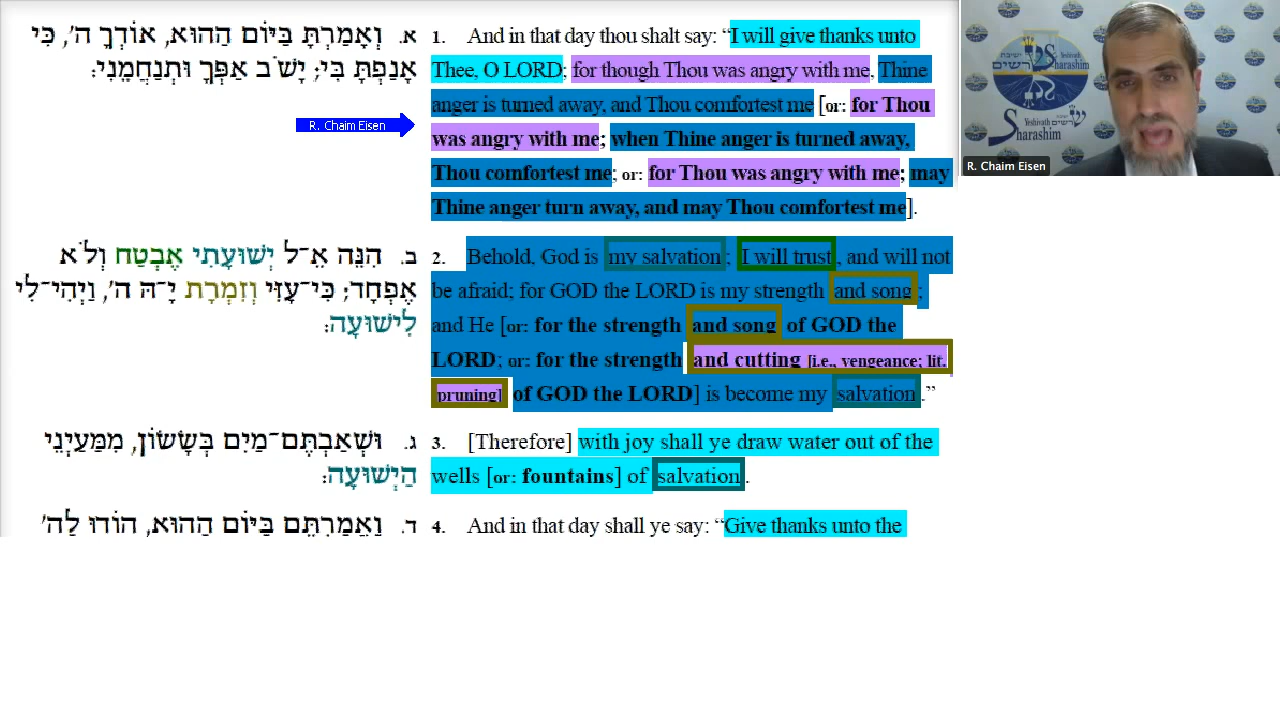 א. וְאָמַרְתָּ בַּיּוֹם הַהוּא, אוֹדְךָ ה', כִּי
אָנַפְתָּ בִּי; יָשֹׁב אַפְּךָ וּתְנַחֲמֵנִי:
R. Chaim Eisen
ב. הִנֵּה אֵ־ל יְשׁוּעָתִי אֶבְטַח וְלֹא
אֶפְחָד; כִּי־עָזִּי וְזִמְרָת יָ־הּ ה', וַיְהִי־לִי
לִישׁוּעָה:
ג. וּשְׁאַבְתֶּם־מַיִם בְּשָׂשׂוֹן, מִמַּעַיְנֵי
הַיְשׁוּעָה:
ד. וַאֲמַרְתֶּם בַּיּוֹם הַהוּא, הוֹדוּ לַה'
1. And in that day thou shalt say: “I will give thanks unto
Thee, O LORD; for though Thou was angry with me, Thine
anger is turned away, and Thou comfortest me [or: for Thou
was angry with me; when Thine anger is turned away,
Thou comfortest me; or: for Thou was angry with me; may
Thine anger turn away, and may Thou comfortest me].
2. Behold, God is my salvation; I will trust, and will not
be afraid; for GOD the LORD is my strength and song;
and He [or: for the strength and song of GOD the
LORD; or: for the strength and cutting [i.e., vengeance; lit.
pruning] of GOD the LORD] is become my salvation.”
3. [Therefore] with joy shall ye draw water out of the
wells [or: fountains] of salvation.
4. And in that day shall ye say: “Give thanks unto the
Yeshivath
Sharashim
R. Chaim Eisen